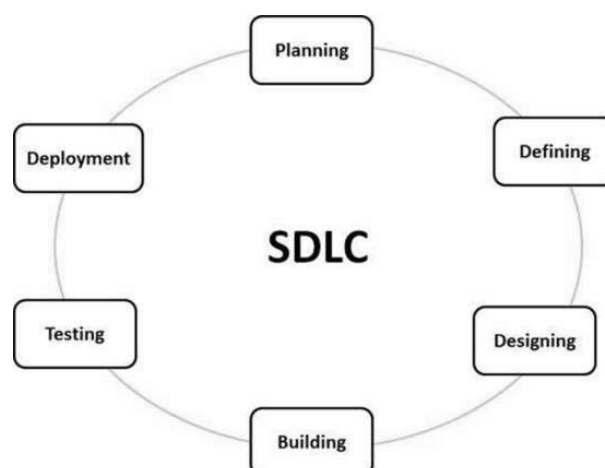 Planning
Defining
Designing
Building
Testing
Deployment
SDLC